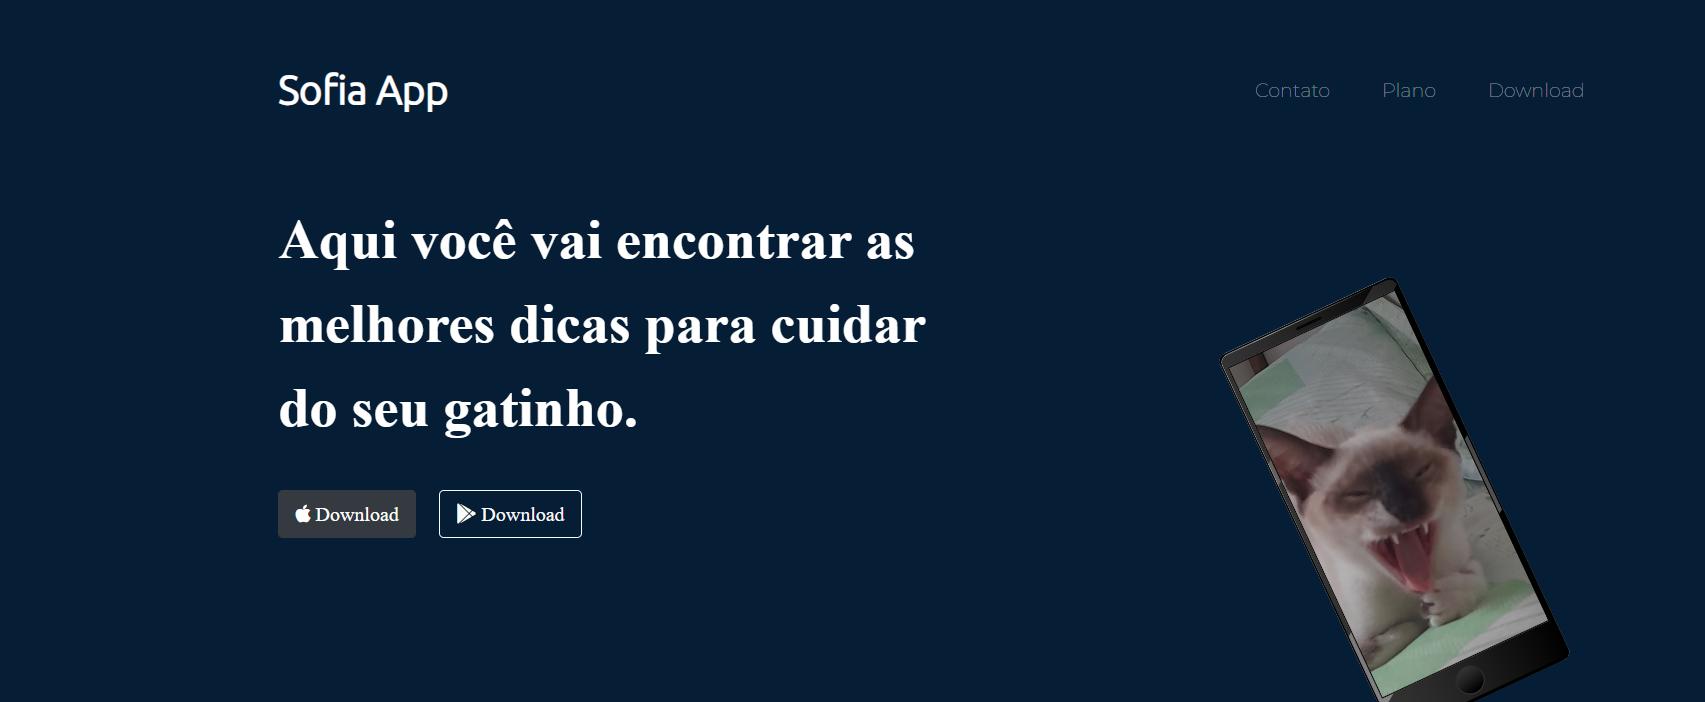 Sofia App
Contato Plano Download
Aqui você vai encontrar as
melhores dicas para cuidar
do seu gatinho.
Download Download